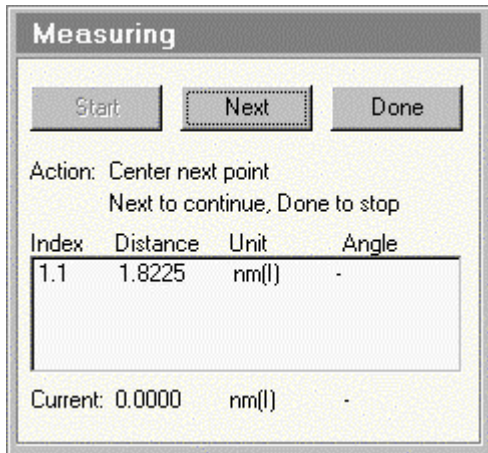 Measuring
Start Next Done
Action: Center next point
Next to continue, Done to stop
Index Distance Unit Angle
1.1 1.8225 nm(I) -
Current: 0.0000 nm(I) -